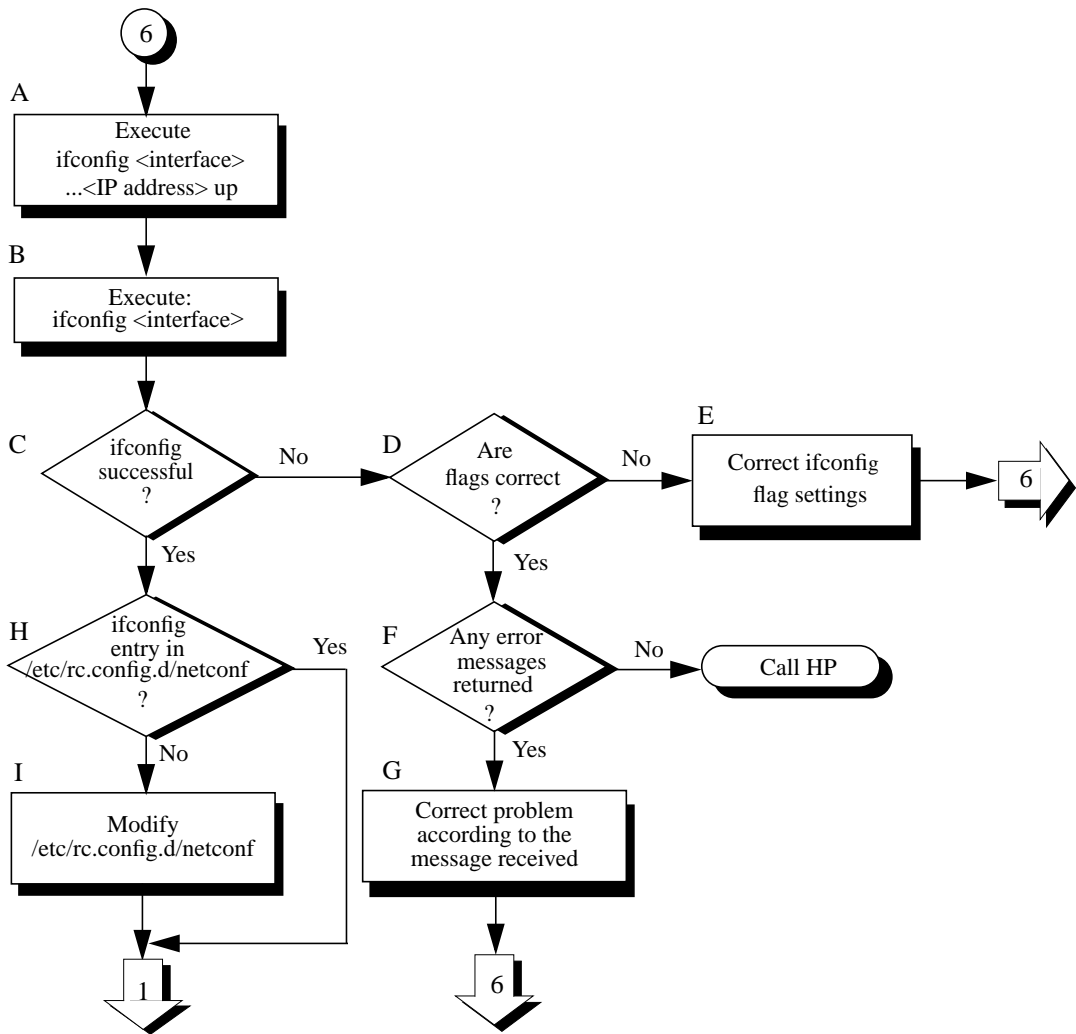 6
A
Execute
ifconfig <interface>
...<IP address> up
B
Execute:
ifconfig <interface>
C
ifconfig
successful
?
No
D
Are
flags correct
?
No
E
Correct ifconfig
flag settings
6
Yes
Yes
H
ifconfig
entry in
/etc/rc.config.d/netconf
?
Yes
F
Any error
messages
returned
?
No
Call HP
No
Yes
I
Modify
/etc/rc.config.d/netconf
G
Correct problem
according to the
message received
1
6